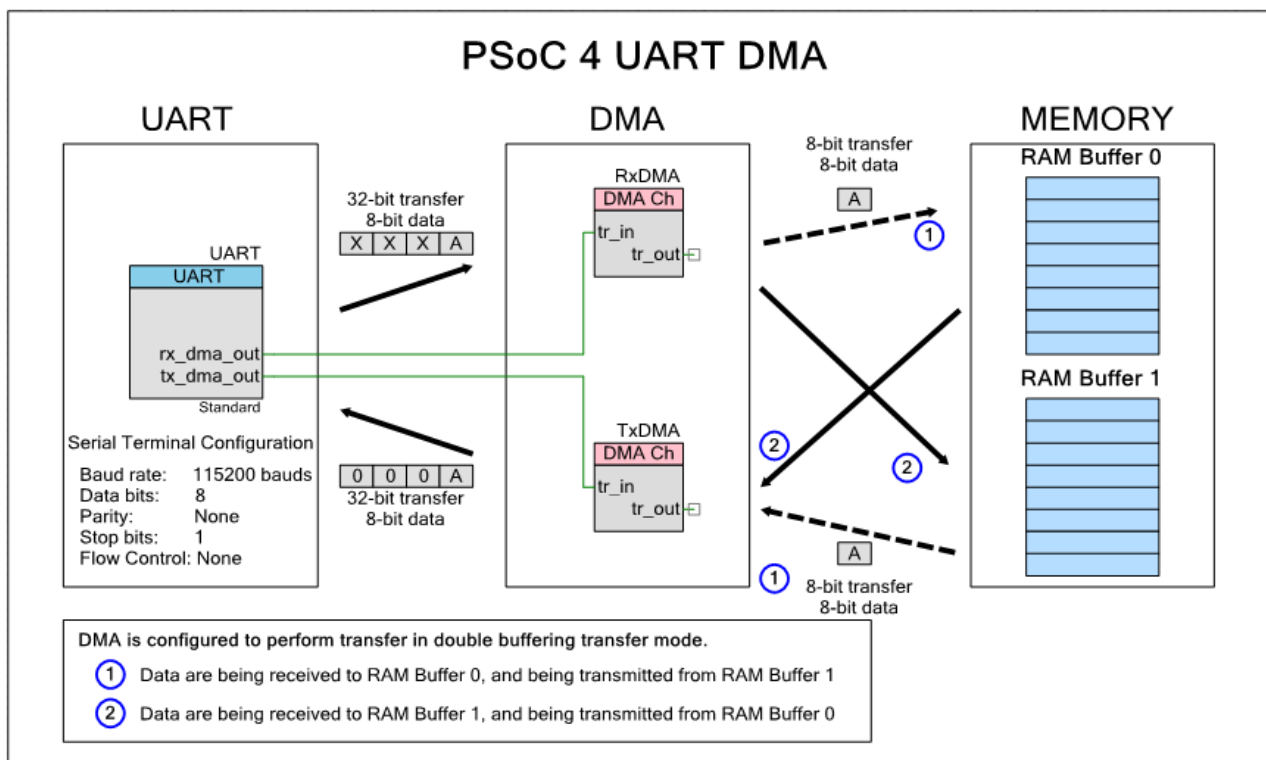 PSoC 4 UART DMA
UART
DMA
MEMORY
32-bit transfer
8-bit data
X X X A
UART
UART
rx_dma_out
tx_dma_out
Standard
Serial Terminal Configuration
Baud rate: 115200 bauds
Data bits: 8
Parity: None
Stop bits: 1
Flow Control: None
0 0 0 A
32-bit transfer
8-bit data
RxDMA
DMA Ch
tr_in
tr_out
TxDMA
DMA Ch
tr_in
tr_out
8-bit transfer
8-bit data
A
1
2
2
A
1
8-bit transfer
8-bit data
RAM Buffer 0
RAM Buffer 1
DMA is configured to perform transfer in double buffering transfer mode.
1 Data are being received to RAM Buffer 0, and being transmitted from RAM Buffer 1
2 Data are being received to RAM Buffer 1, and being transmitted from RAM Buffer 0